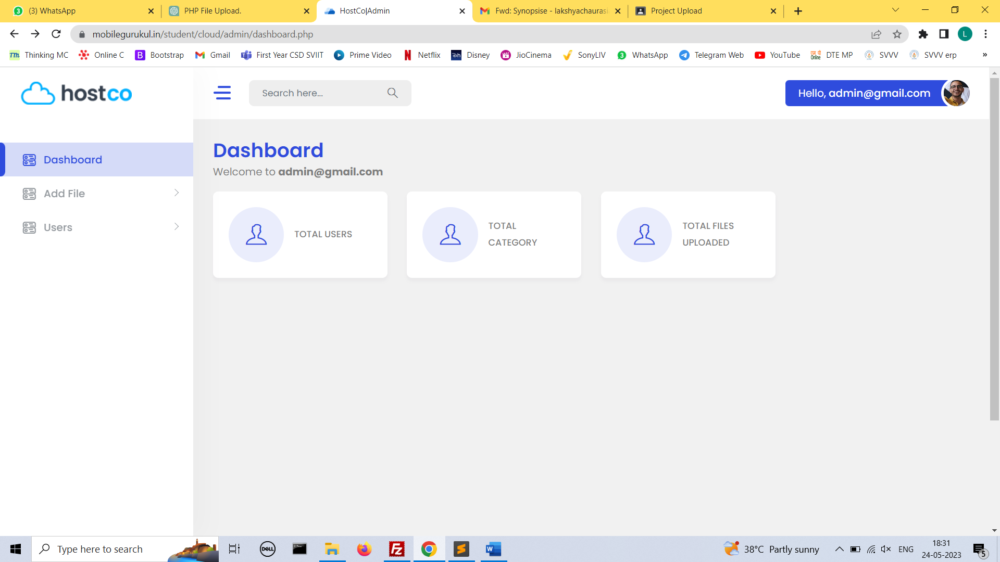 (3) WhatsApp
PHP File Upload.
HostCo|Admin
Fwd: Synopsise - lakshyachaurasi
Project Upload
mobilegurukul.in/student/cloud/admin/dashboard.php
L
Tm Thinking MC
Online C
B Bootstrap
Gmail
First Year CSD SVIIT
Prime Video
Netflix
Disney
JioCinema
SonyLIV
3 WhatsApp
Telegram Web
YouTube
DTE MP
SVVV
SVVV erp
»
hostco
Search here...
Hello, admin@gmail.com
Dashboard
Add File
Users
Dashboard
Welcome to admin@gmail.com
TOTAL USERS
TOTAL
CATEGORY
TOTAL FILES
UPLOADED
Type here to search
DELL
38°C Partly sunny
ENG
18:31
24-05-2023
5